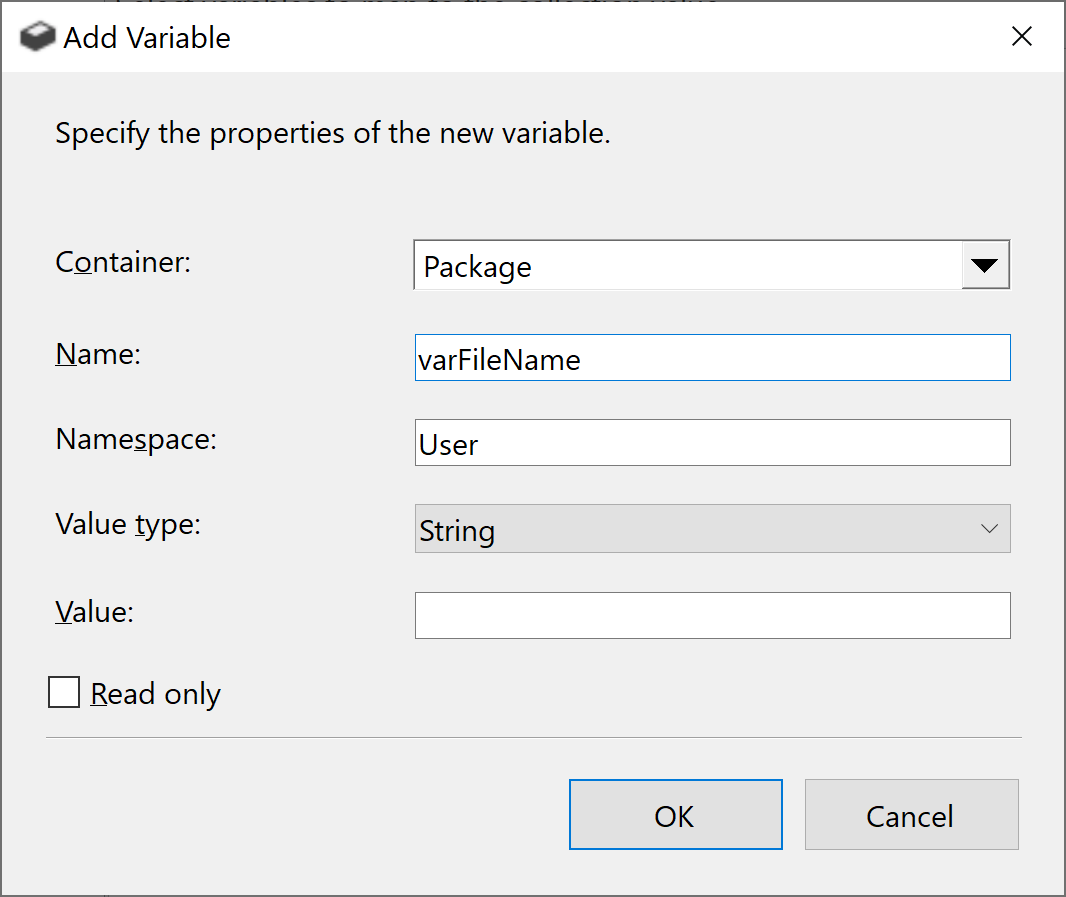 Add Variable
Specify the properties of the new variable.
Container:
Package
Name:
varFileName
Namespace:
User
Value type:
String
Value:
Read only
OK
Cancel